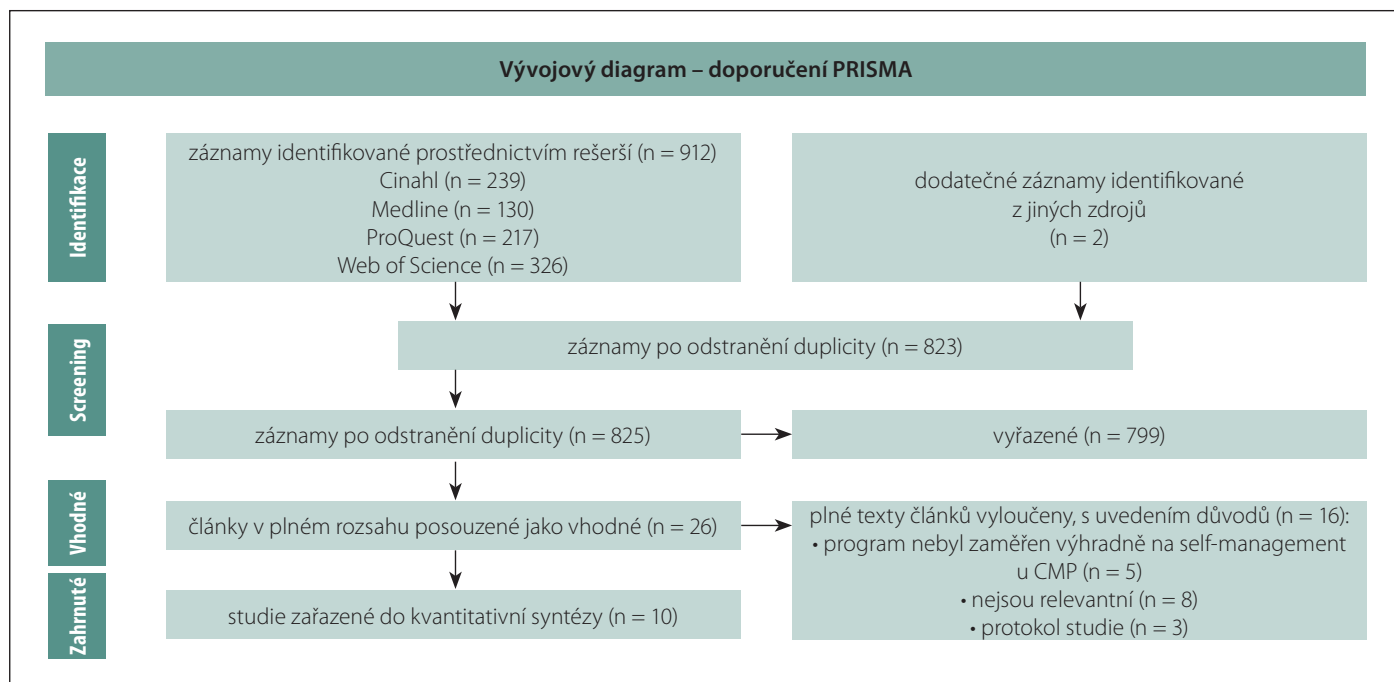 Vývojový diagram – doporučení PRISMA
Identifikace
záznamy identifikované prostřednictvím rešerší (n = 912)
Cinahl (n = 239)
Medline (n = 130)
ProQuest (n = 217)
Web of Science (n = 326)
dodatečné záznamy identifikované
z jiných zdrojů
(n = 2)
Screening
záznamy po odstranění duplicity (n = 823)
záznamy po odstranění duplicity (n = 825)
vyřazené (n = 799)
Vhodné
články v plném rozsahu posouzené jako vhodné (n = 26)
plné texty článků vyloučeny, s uvedením důvodů (n = 16):
• program nebyl zaměřen výhradně na self-management
u CMP (n = 5)
• nejsou relevantní (n = 8)
• protokol studie (n = 3)
Zahrnuté
studie zařazené do kvantitativní syntézy (n = 10)